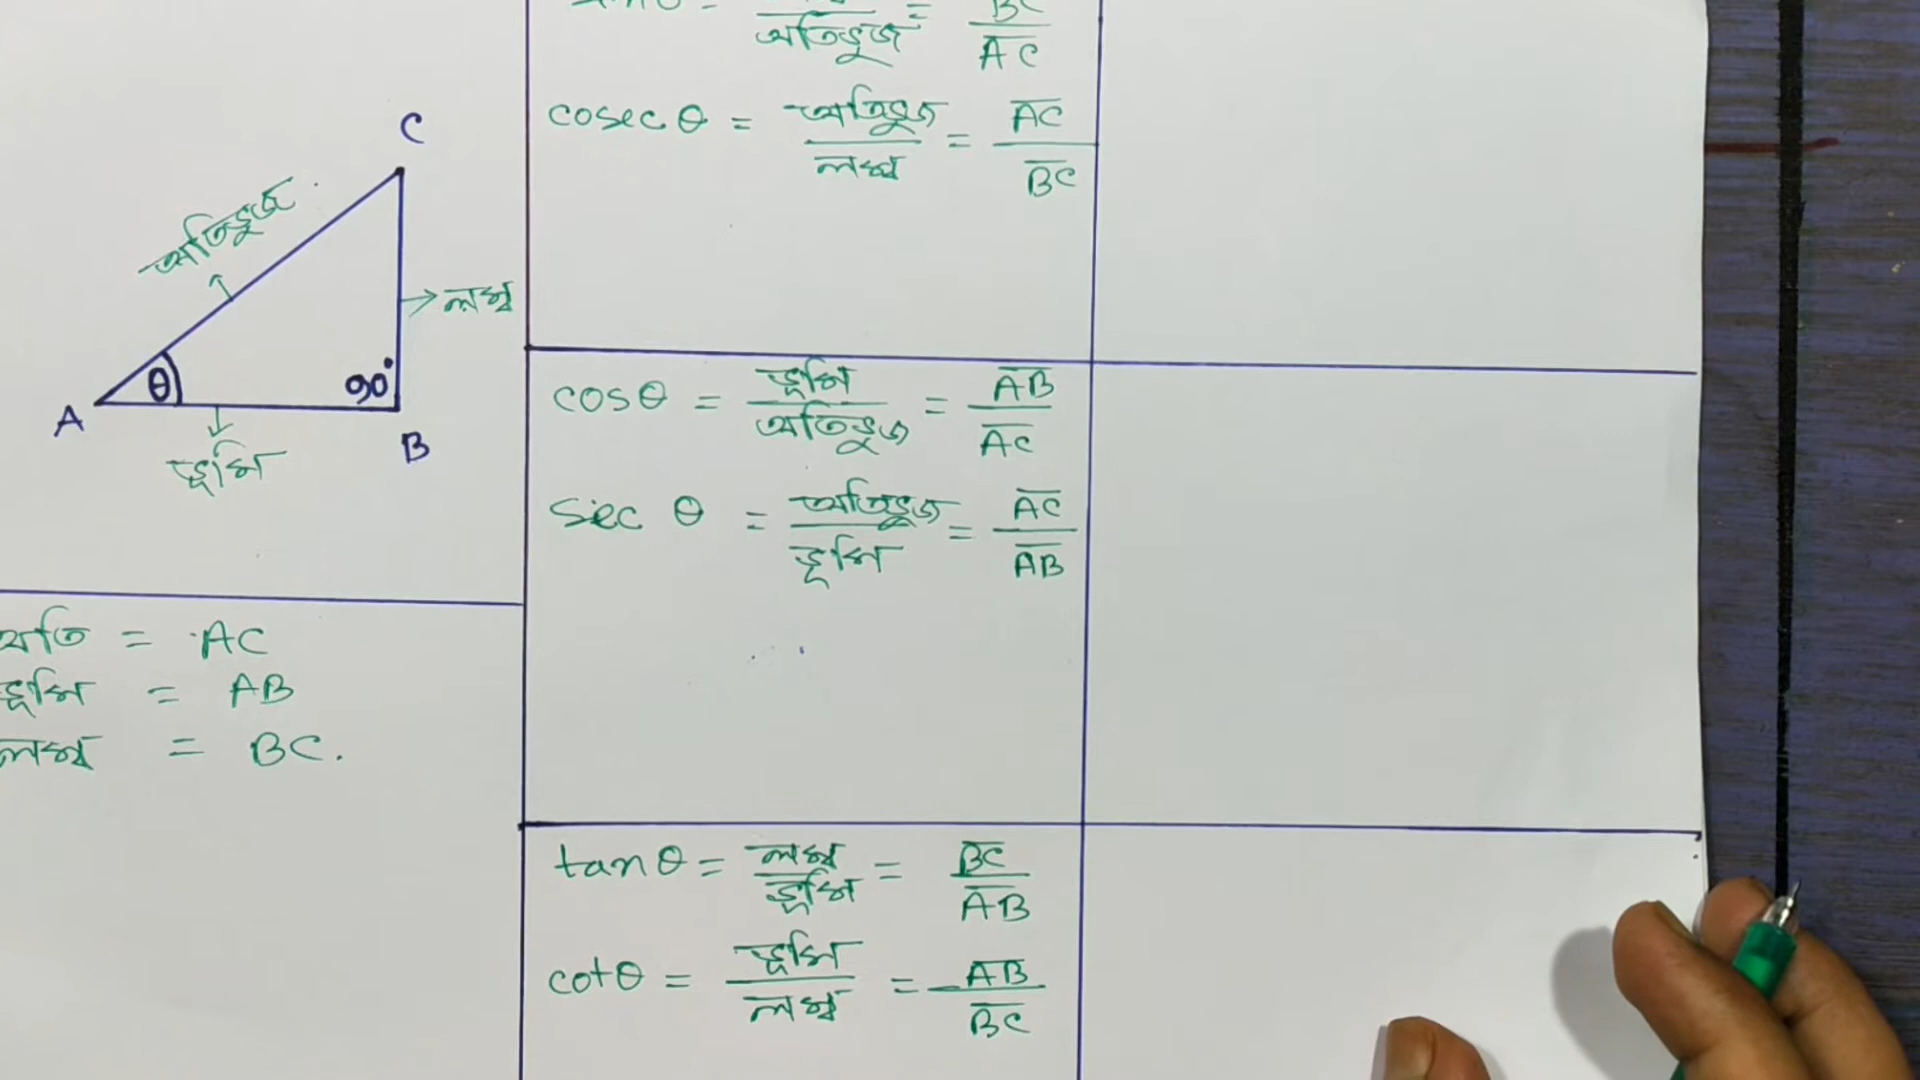 C
অতিভুজ
→ লম্ব
θ
90°
A
B
ভূমি
অতি = AC
ভূমি = AB
লম্ব = BC.
অতিভুজ = BC / AC
cosec θ = অতিভুজ / লম্ব = AC / BC
cos θ = ভূমি / অতিভুজ = AB / AC
sec θ = অতিভুজ / ভূমি = AC / AB
tan θ = লম্ব / ভূমি = BC / AB
cot θ = ভূমি / লম্ব = AB / BC